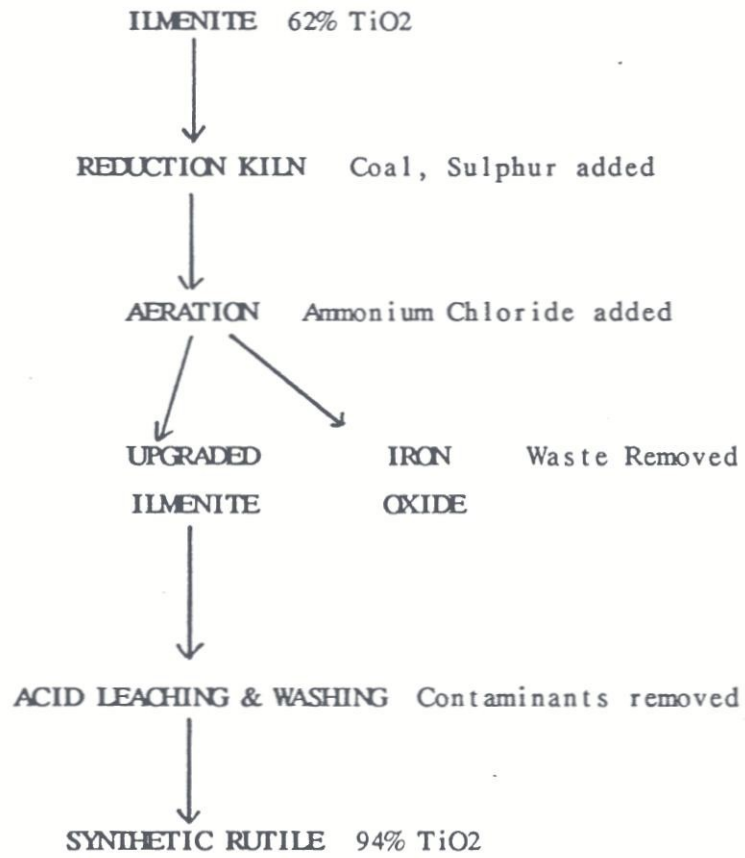 ILMENITE 62% TiO2
REDUCTION KILN Coal, Sulphur added
AERATION Ammonium Chloride added
UPGRADED IRON Waste Removed
ILMENITE OXIDE
ACID LEACHING & WASHING Contaminants removed
SYNTHETIC RUTILE 94% TiO2